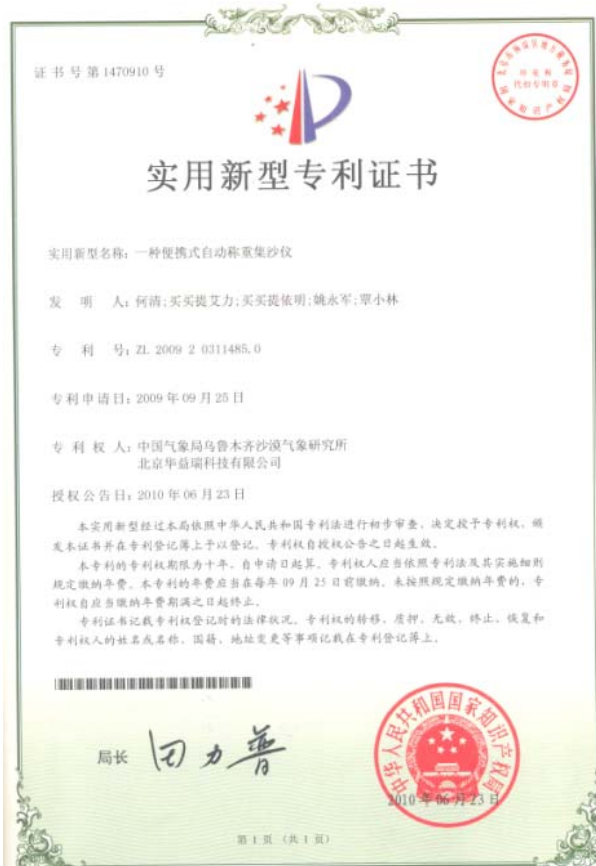 证书号第1470910号
实用新型专利证书
实用新型名称：一种便携式自动称重集沙仪
发 明 人：何清;买买提艾力;买买提依明;姚永军;覃小林
专 利 号：ZL 2009 2 0311485.0
专利申请日：2009年09月25日
专 利 权 人：中国气象局乌鲁木齐沙漠气象研究所
北京华益瑞科技有限公司
授权公告日：2010年06月23日
本实用新型经过本局依照中华人民共和国专利法进行初步审查，决定授予专利权，颁
发本证书并在专利登记簿上予以登记。专利权自授权公告之日起生效。
本专利的专利权期限为十年，自申请日起算。专利权人应当依照专利法及其实施细则
规定缴纳年费。本专利的年费应当在每年09月25日前缴纳。未按照规定缴纳年费的，专
利权自应当缴纳年费期满之日起终止。
专利证书记载专利权登记时的法律状况。专利权的转移、质押、无效、终止、恢复和
专利权人的姓名或名称、国籍、地址变更等事项记载在专利登记簿上。
局长 田力普
中华人民共和国国家知识产权局
2010年06月23日
第1页（共1页）